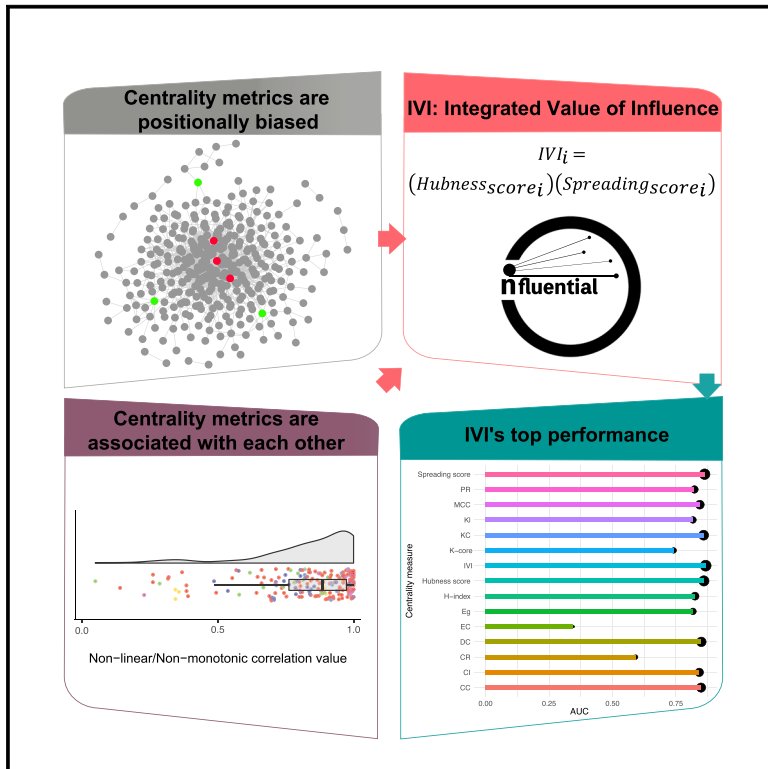 Centrality metrics are
positionally biased
IVI: Integrated Value of Influence
IVIi =
(Hubnessscorei)(Spreadingscorei)
nfluential
Centrality metrics are
associated with each other
0.0
0.5
1.0
Non−linear/Non−monotonic correlation value
IVI's top performance
Centrality measure
Spreading score
PR
MCC
KI
KC
K−core
IVI
Hubness score
H−index
Eg
EC
DC
CR
CI
CC
0.00
0.25
0.50
0.75
AUC